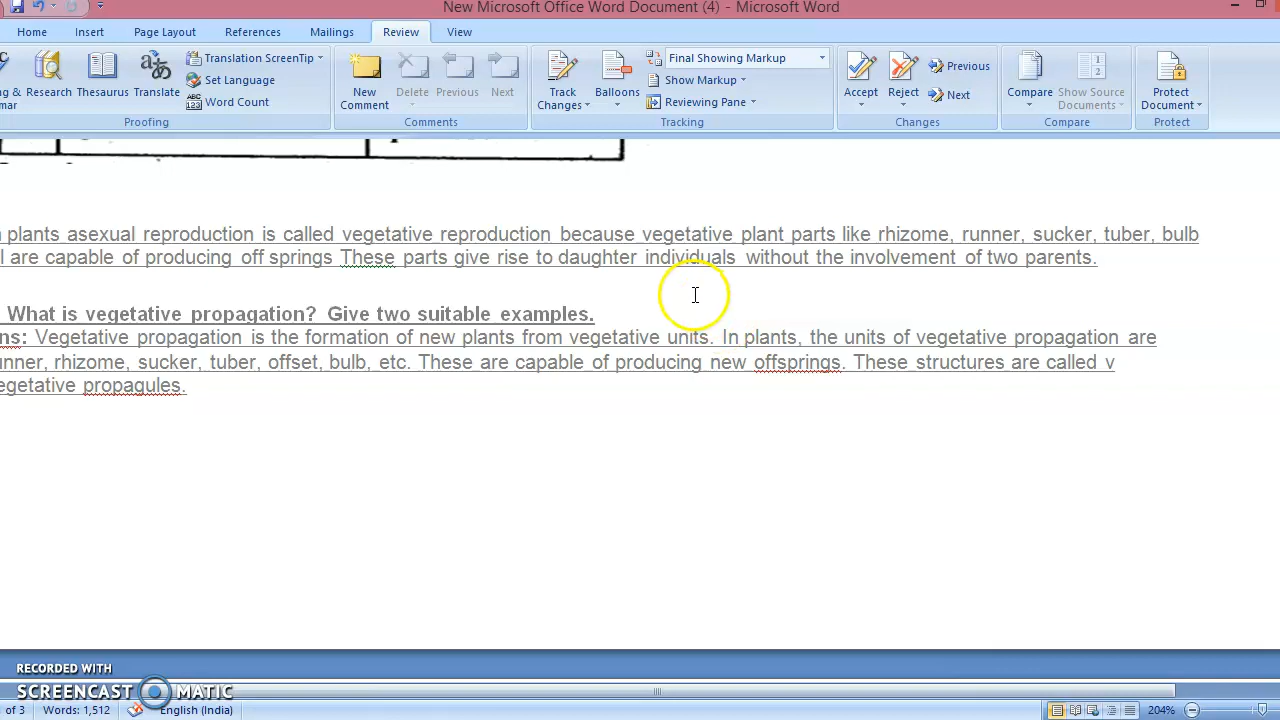 New Microsoft Office Word Document (4) - Microsoft Word
Home Insert Page Layout References Mailings Review View
Research Thesaurus Translate Translation ScreenTip
Set Language
Word Count
Proofing
New Comment Delete Previous Next
Comments
Track Changes Balloons Final Showing Markup
Show Markup
Reviewing Pane
Tracking
Accept Reject Previous
Next
Changes
Compare Show Source Documents
Compare
Protect Document
Protect
plants asexual reproduction is called vegetative reproduction because vegetative plant parts like rhizome, runner, sucker, tuber, bulb
are capable of producing off springs These parts give rise to daughter individuals without the involvement of two parents.
What is vegetative propagation? Give two suitable examples.
ns: Vegetative propagation is the formation of new plants from vegetative units. In plants, the units of vegetative propagation are
unner, rhizome, sucker, tuber, offset, bulb, etc. These are capable of producing new offsprings. These structures are called v
egetative propagules.
RECORDED WITH
SCREENCAST MATIC
of 3 Words: 1,512 English (India) 204%